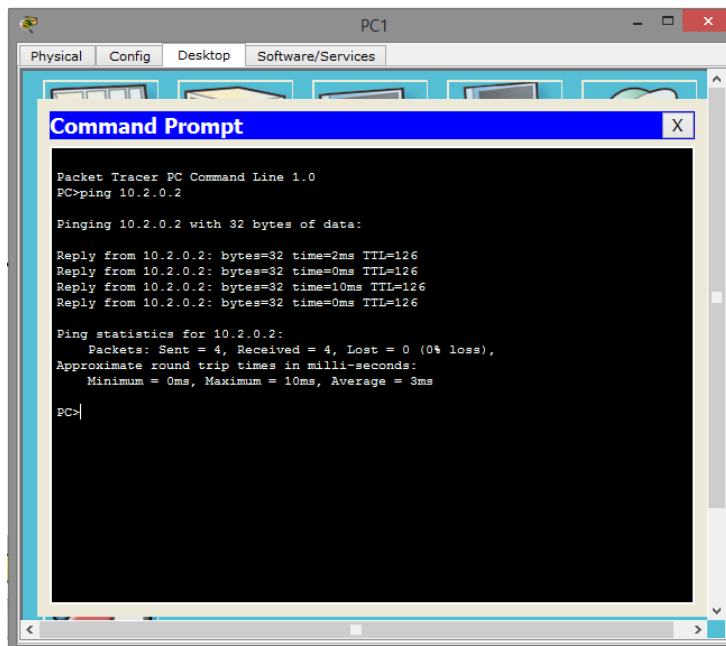 PC1
Physical Config Desktop Software/Services
Command Prompt
X
Packet Tracer PC Command Line 1.0
PC>ping 10.2.0.2
Pinging 10.2.0.2 with 32 bytes of data:
Reply from 10.2.0.2: bytes=32 time=2ms TTL=126
Reply from 10.2.0.2: bytes=32 time=0ms TTL=126
Reply from 10.2.0.2: bytes=32 time=10ms TTL=126
Reply from 10.2.0.2: bytes=32 time=0ms TTL=126
Ping statistics for 10.2.0.2:
Packets: Sent = 4, Received = 4, Lost = 0 (0% loss),
Approximate round trip times in milli-seconds:
Minimum = 0ms, Maximum = 10ms, Average = 3ms
PC>